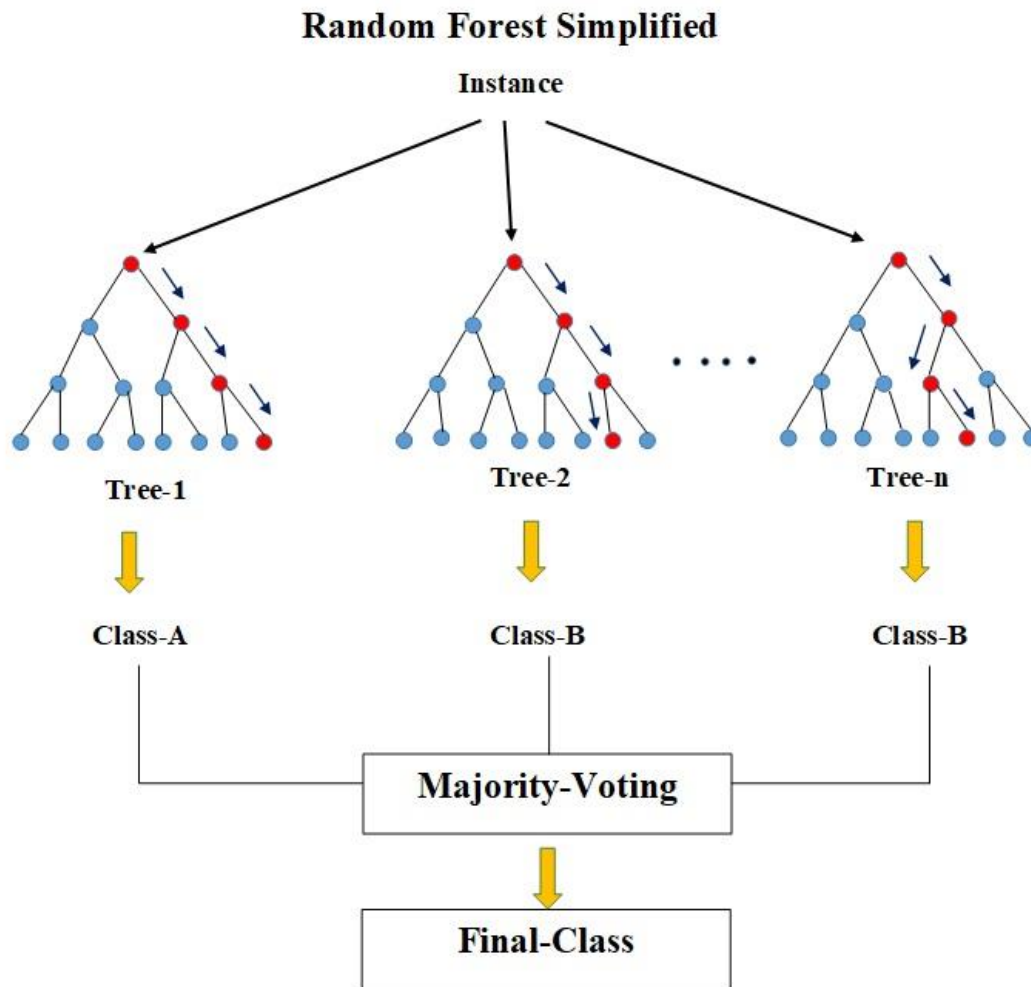 Random Forest Simplified
Instance
Tree-1
Tree-2
Tree-n
Class-A
Class-B
Class-B
Majority-Voting
Final-Class